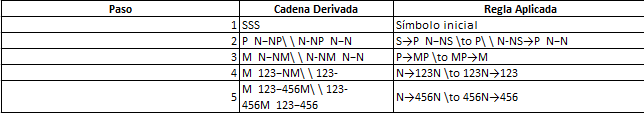 Paso Cadena Derivada Regla Aplicada
1 SSS Símbolo inicial
2 P N−NP\ \ N-NP N−N S→P N−NS \to P\ \ N-NS→P N−N
3 M N−NM\ \ N-NM N−N P→MP \to MP→M
4 M 123−NM\ \ 123- N→123N \to 123N→123
5 M 123−456M\ \ 123-
456M 123−456 N→456N \to 456N→456